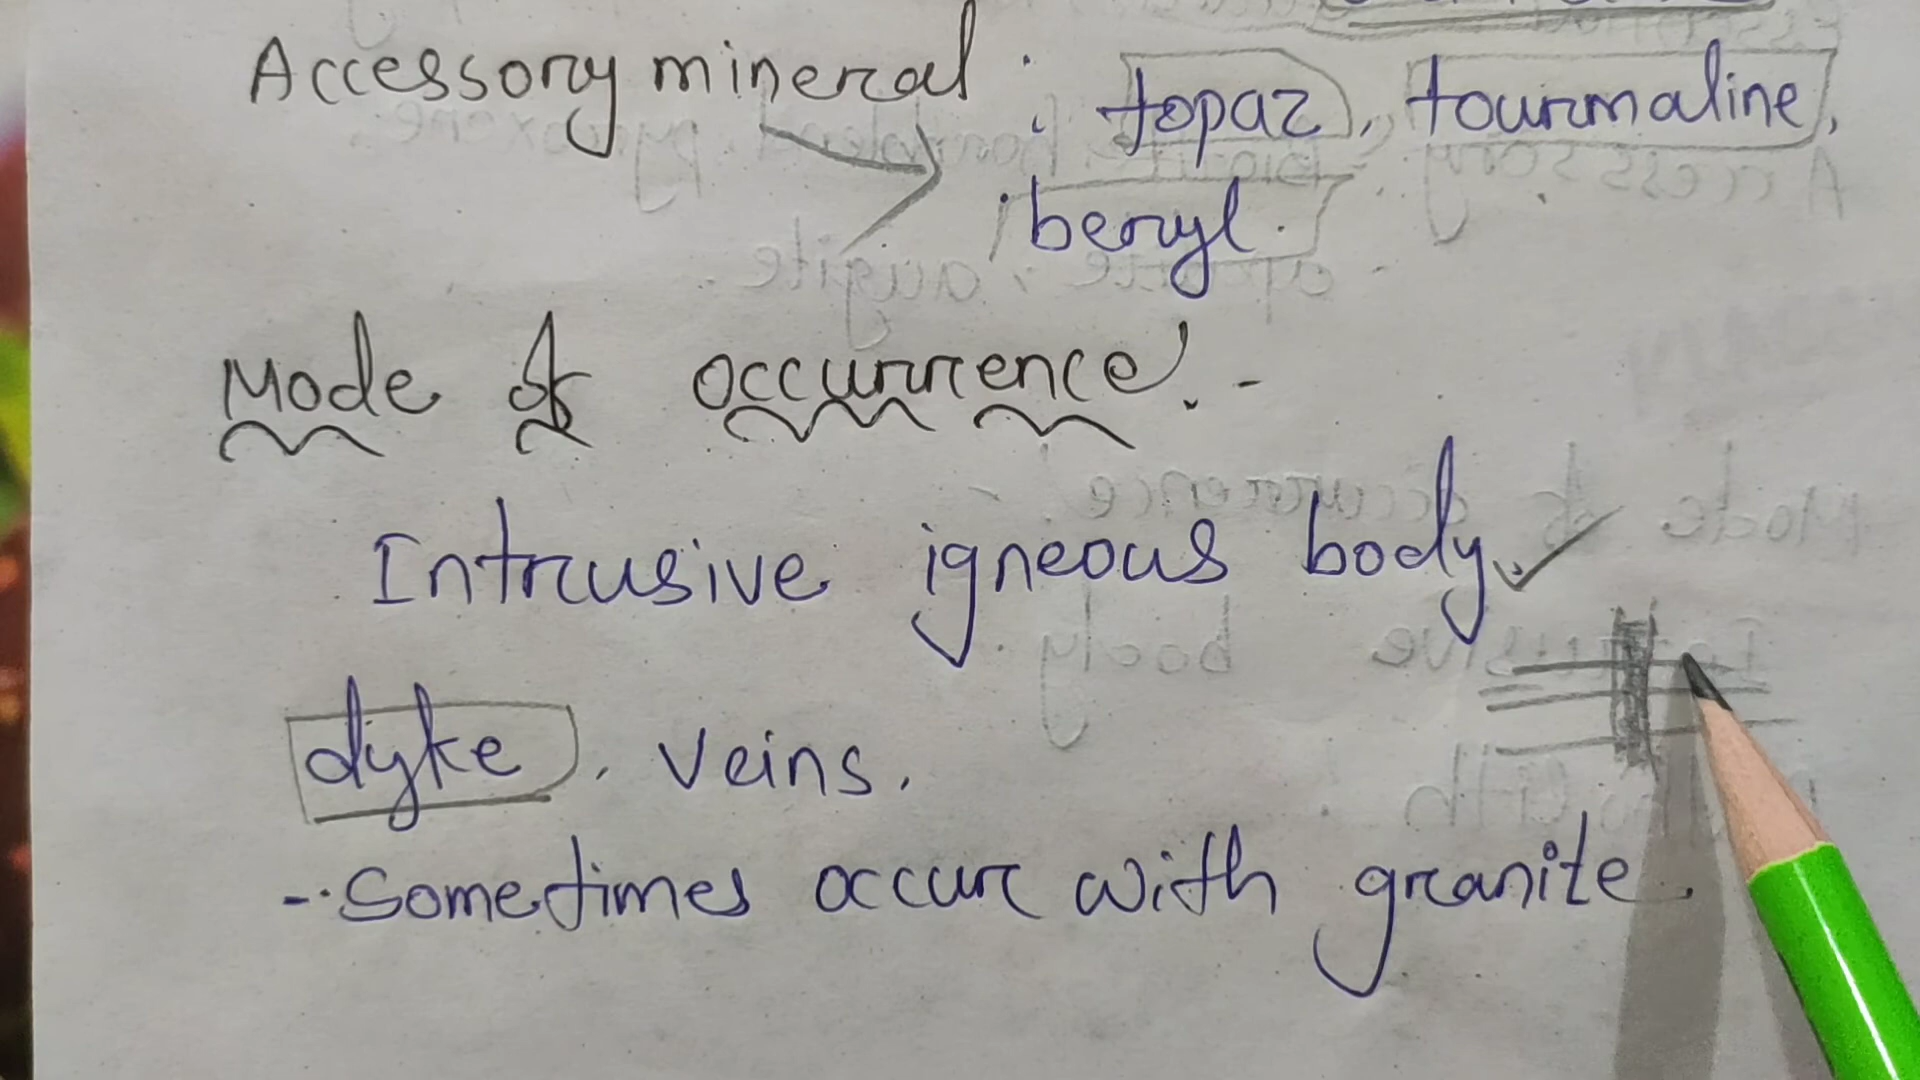 Accessory mineral : topaz, tourmaline,
beryl.
Mode of occurrence :-
Intrusive igneous body.
dyke, veins.
- Sometimes occur with granite.